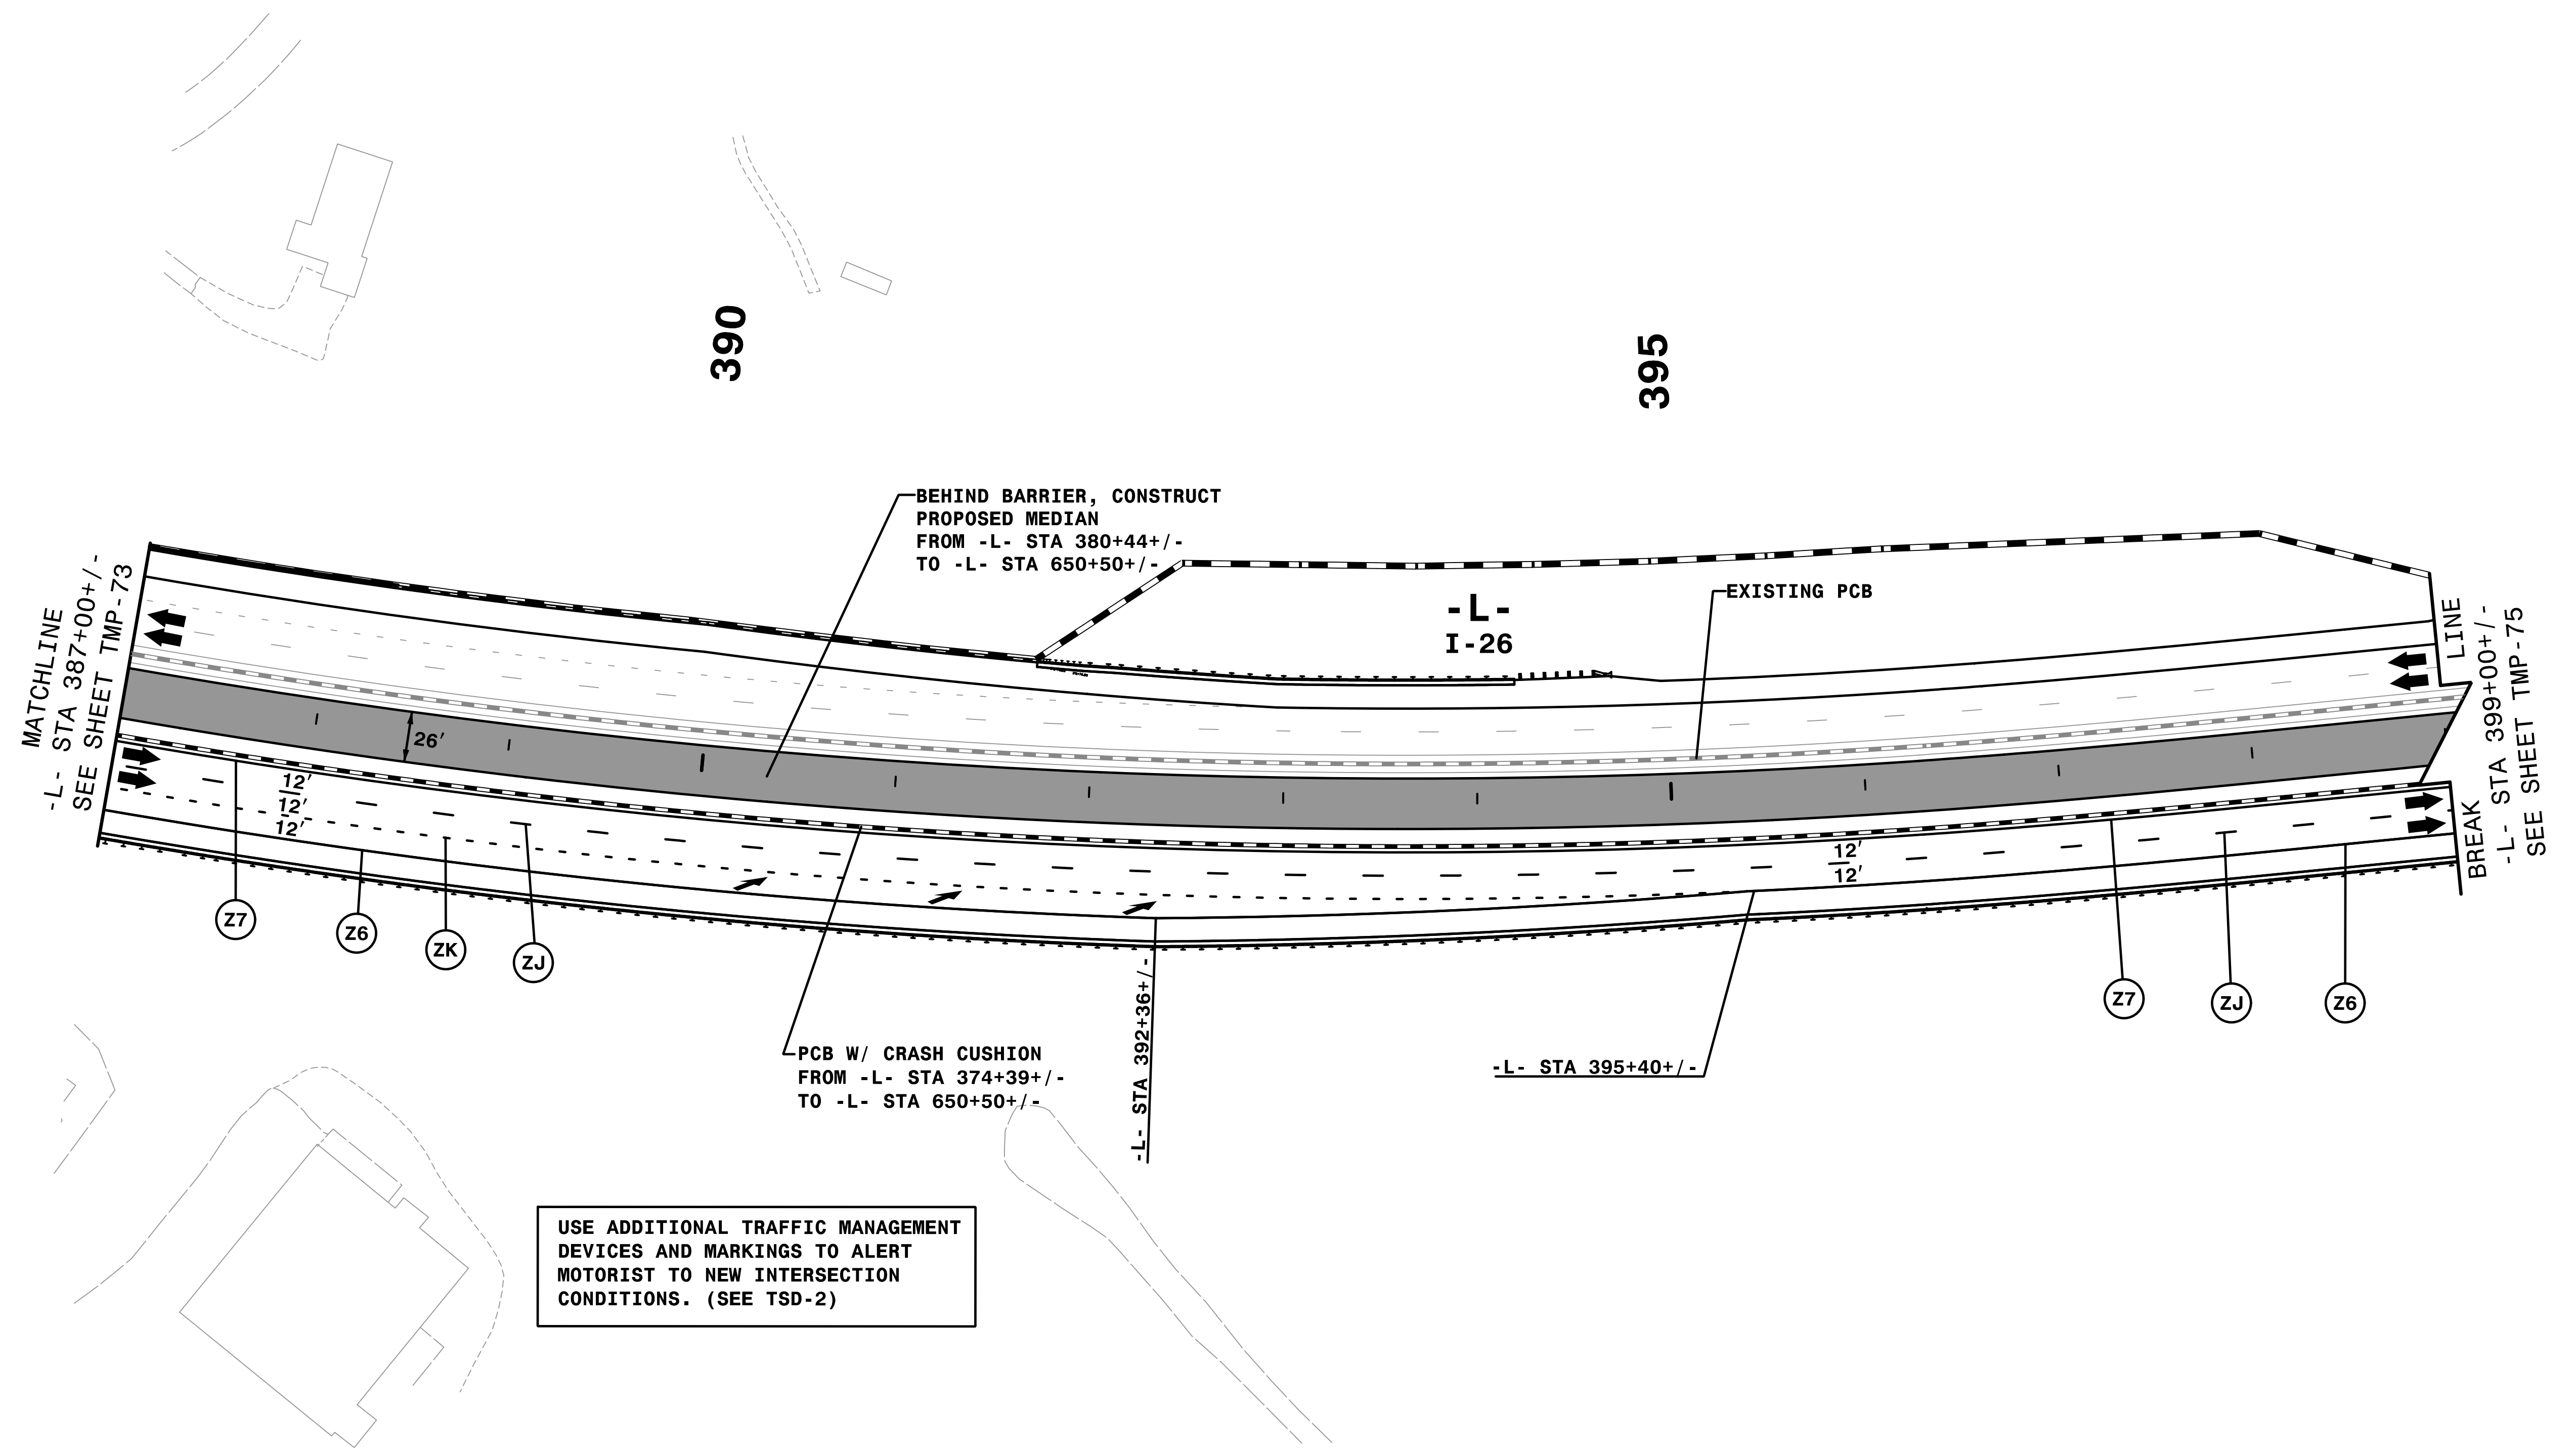 390
395
BEHIND BARRIER, CONSTRUCT
PROPOSED MEDIAN
FROM -L- STA 380+44+/-
TO -L- STA 650+50+/-
EXISTING PCB
-L-
I-26
MATCHLINE
-L- STA 387+00+/-
SEE SHEET TMP-73
LINE
BREAK
-L- STA 399+00+/-
SEE SHEET TMP-75
26'
12'
12'
12'
12'
12'
Z7
Z6
ZK
ZJ
Z7
ZJ
Z6
PCB W/ CRASH CUSHION
FROM -L- STA 374+39+/-
TO -L- STA 650+50+/-
-L- STA 392+36+/-
-L- STA 395+40+/-
USE ADDITIONAL TRAFFIC MANAGEMENT
DEVICES AND MARKINGS TO ALERT
MOTORIST TO NEW INTERSECTION
CONDITIONS. (SEE TSD-2)